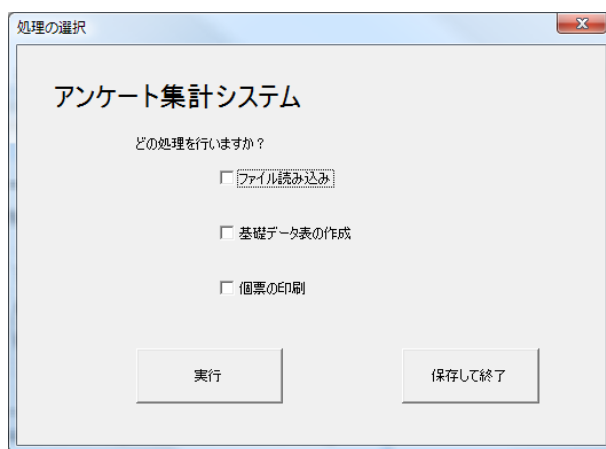 処理の選択
アンケート集計システム
どの処理を行いますか?
ファイル読み込み
基礎データ表の作成
個票の印刷
実行
保存して終了